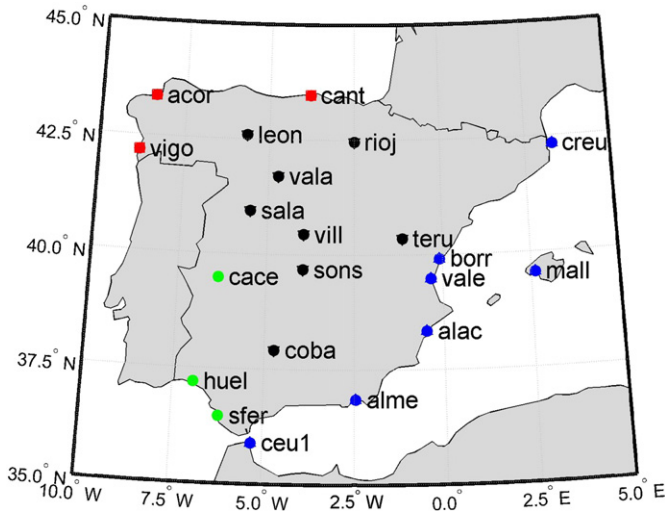 45.0° N
acor
cant
42.5° N
leon
rioj
creu
vigo
vala
sala
40.0° N
vill
teru
borr
cace
sons
vale
mall
alac
37.5° N
coba
huel
alme
sfer
ceu1
35.0° N
10.0° W 7.5° W 5.0° W 2.5° W 0.0° 2.5° E 5.0° E